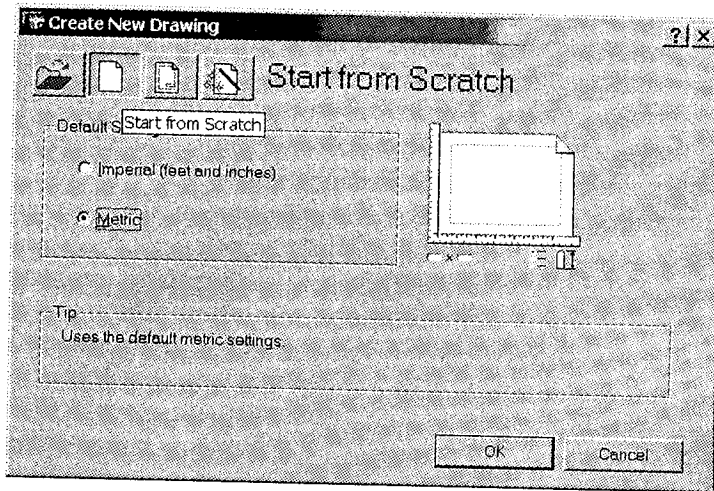 Create New Drawing
? ×
Start from Scratch
Start from Scratch
Default S g
Imperial (feet and inches)
Metric
Tip
Uses the default metric settings.
OK
Cancel